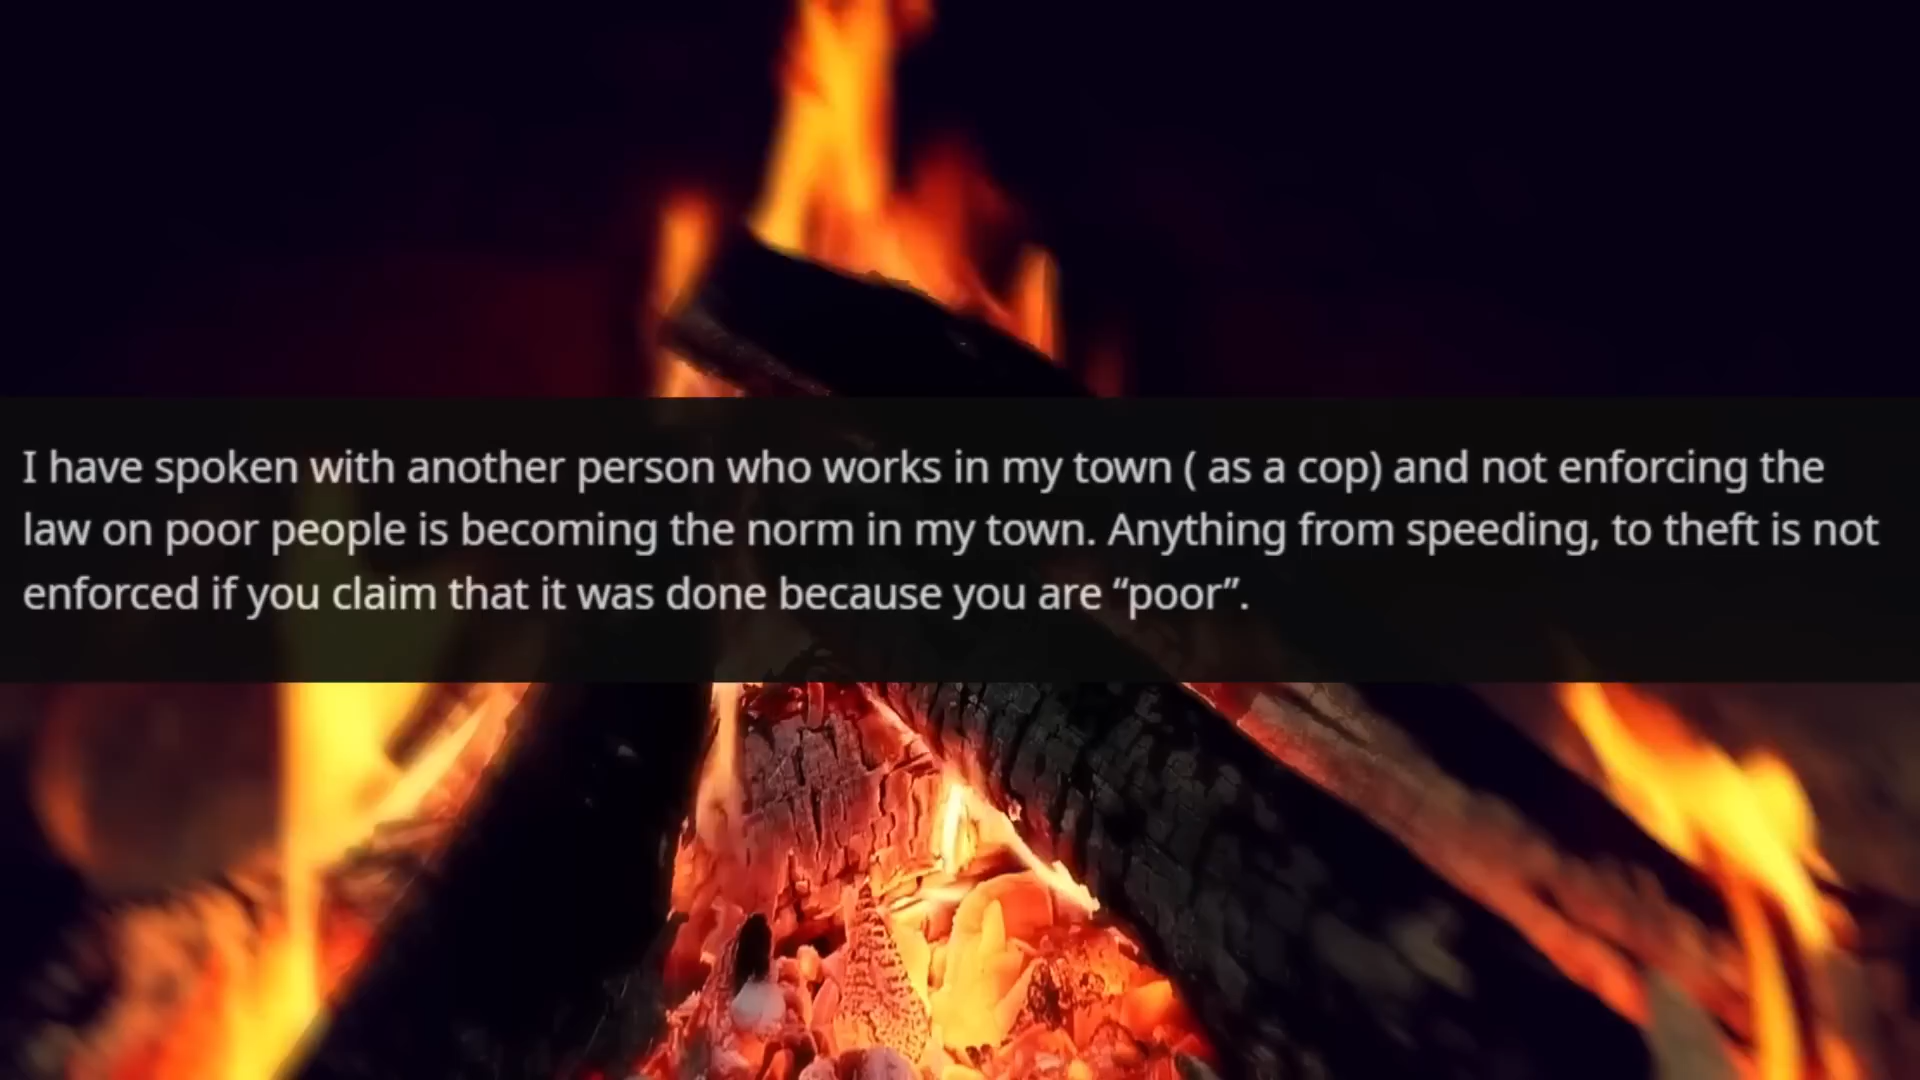 I have spoken with another person who works in my town ( as a cop) and not enforcing the
law on poor people is becoming the norm in my town. Anything from speeding, to theft is not
enforced if you claim that it was done because you are “poor”.